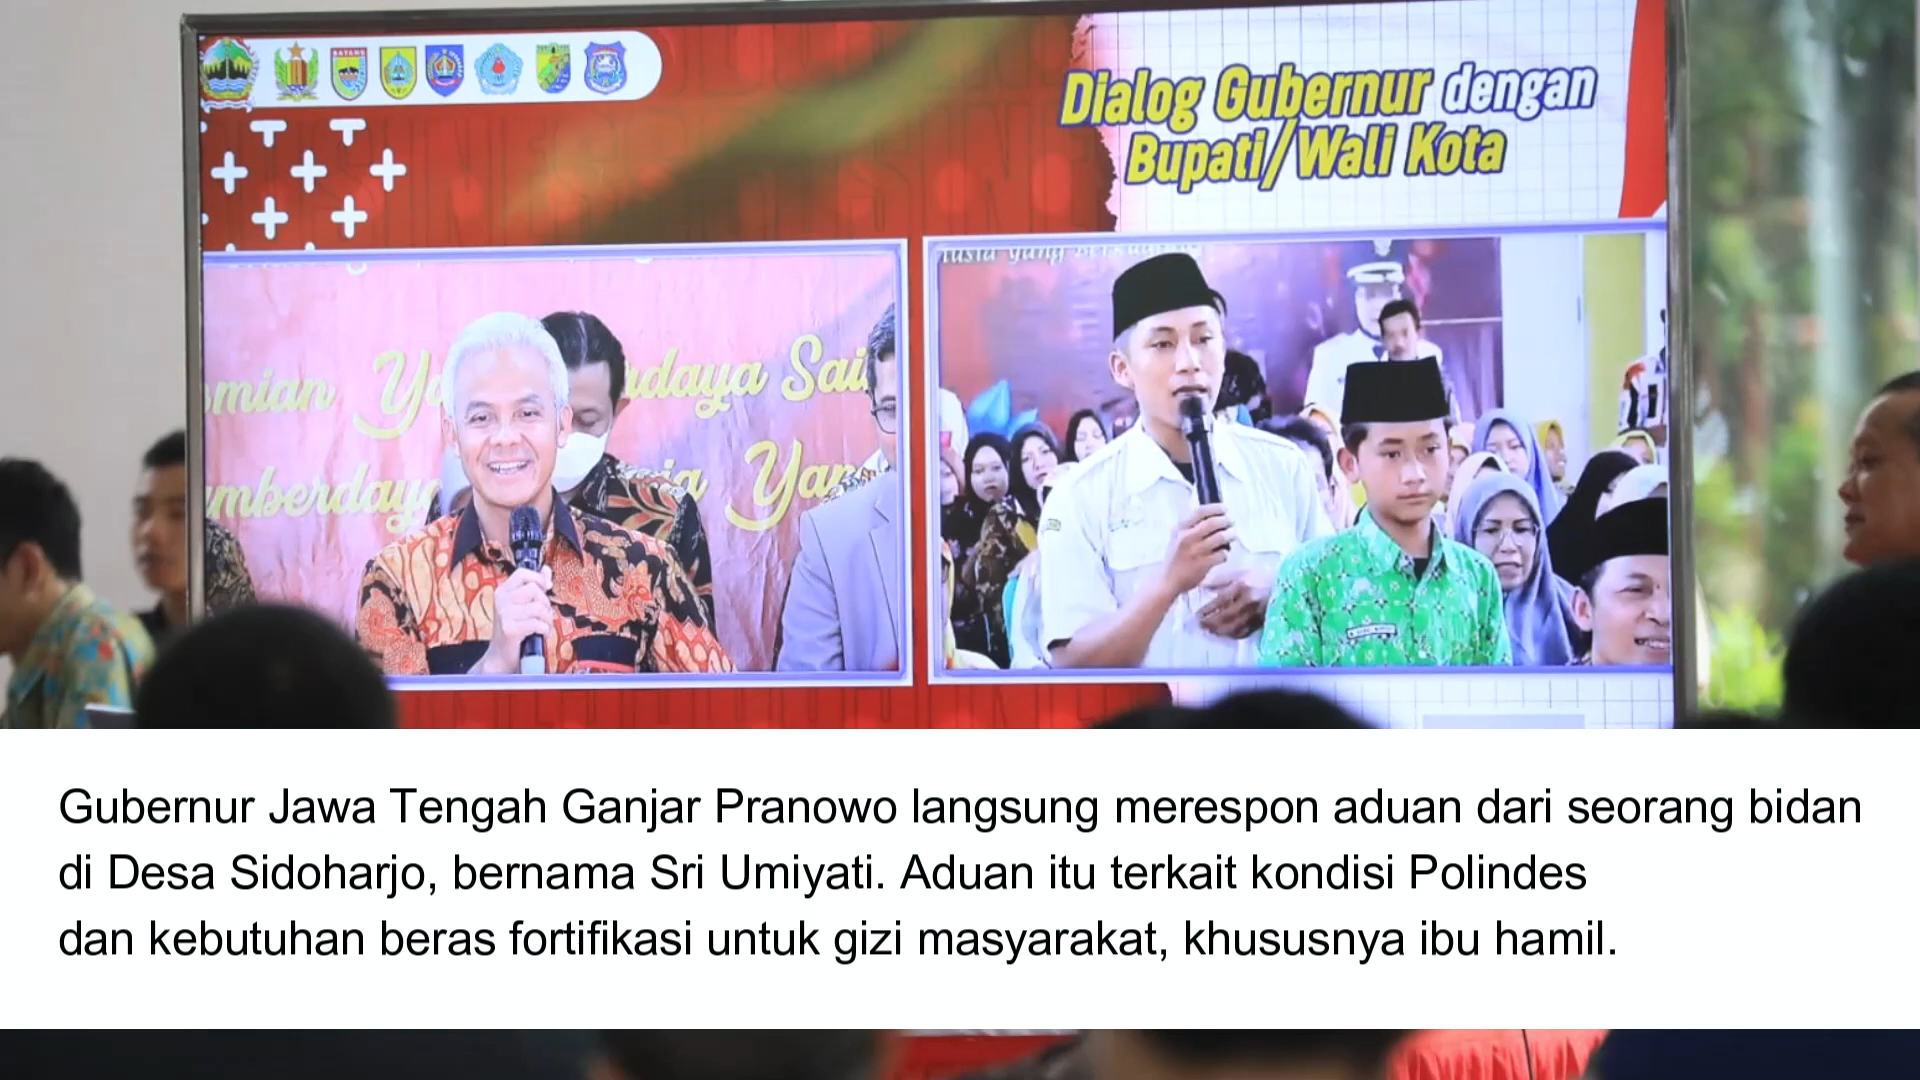 BATANG
Dialog Gubernur dengan
Bupati/Wali Kota
Gubernur Jawa Tengah Ganjar Pranowo langsung merespon aduan dari seorang bidan
di Desa Sidoharjo, bernama Sri Umiyati. Aduan itu terkait kondisi Polindes
dan kebutuhan beras fortifikasi untuk gizi masyarakat, khususnya ibu hamil.